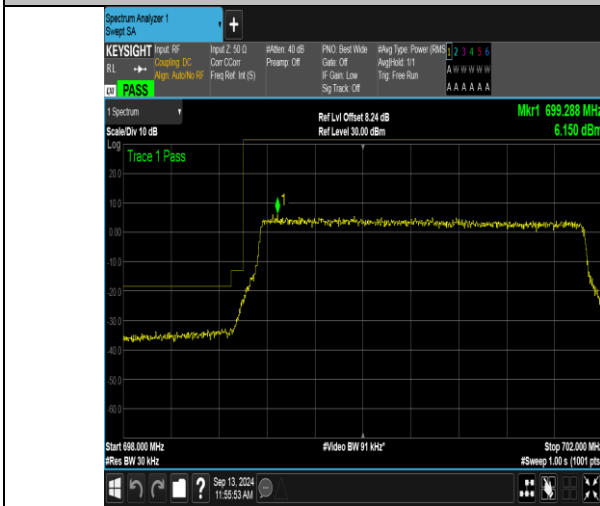 Spectrum Analyzer 1
Swept SA
+
KEYSIGHT Input: RF
RL
Coupling: DC
Align: Auto/No RF
Input Z: 50 Ω
Corr CCorr
Freq Ref: Int (S)
#Atten: 40 dB
Preamp: Off
PNO: Best Wide
Gate: Off
IF Gain: Low
Sig Track: Off
#Avg Type: Power (RMS
Avg|Hold: 1/1
Trig: Free Run
1 2 3 4 5 6
A W W W W W
A A A A A A
LXI PASS
1 Spectrum
Scale/Div 10 dB
Log
Ref Lvl Offset 8.24 dB
Ref Level 30.00 dBm
Mkr1 699.288 MHz
6.150 dBm
Trace 1 Pass
1
20.0
10.0
0.00
-10.0
-20.0
-30.0
-40.0
-50.0
-60.0
Start 698.000 MHz
#Res BW 30 kHz
#Video BW 91 kHz*
Stop 702.000 MHz
#Sweep 1.00 s (1001 pts
?
Sep 13, 2024
11:55:53 AM